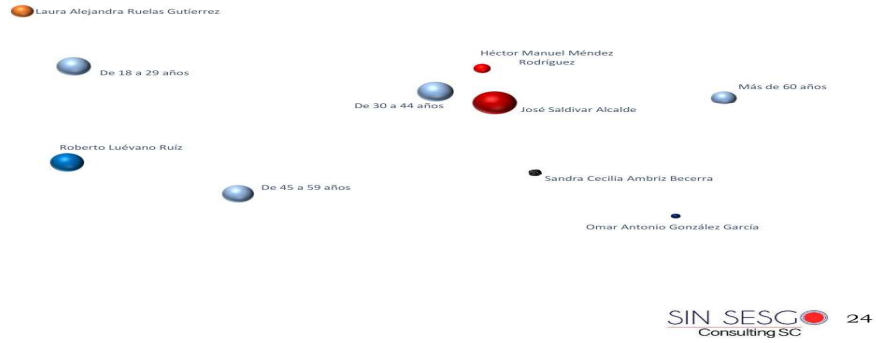 Laura Alejandra Ruelas Gutíerrez
Héctor Manuel Méndez
Rodríguez
De 18 a 29 años
Más de 60 años
De 30 a 44 años
José Saldivar Alcalde
Roberto Luévano Ruíz
Sandra Cecilia Ambriz Becerra
De 45 a 59 años
Omar Antonio González García
SIN SESGO
Consulting SC
24